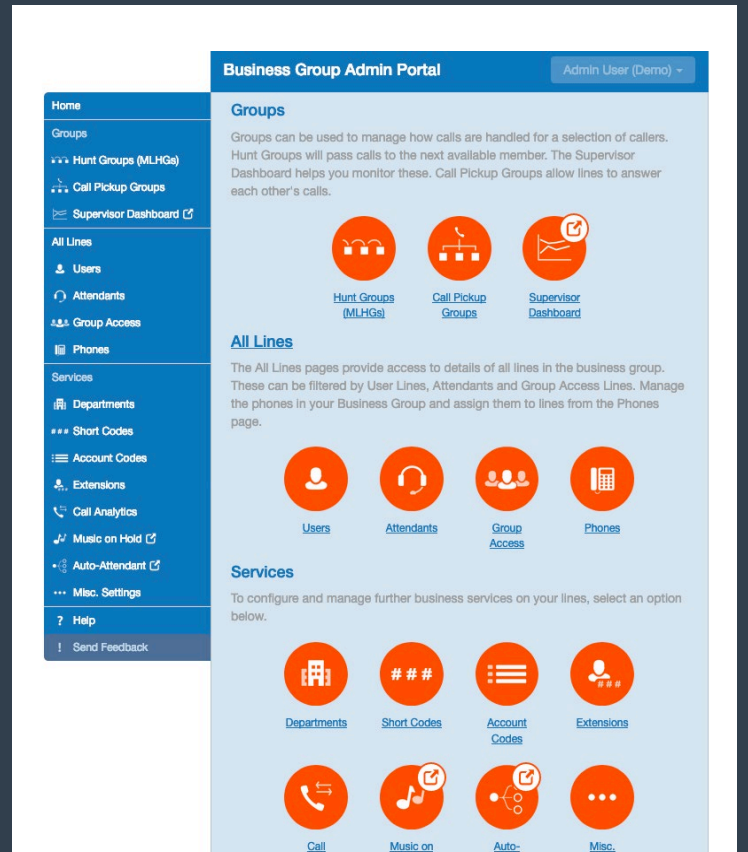 Business Group Admin Portal
Admin User (Demo)
Home
Groups
Hunt Groups (MLHGs)
Call Pickup Groups
Supervisor Dashboard
All Lines
Users
Attendants
Group Access
Phones
Services
Departments
### Short Codes
Account Codes
Extensions
Call Analytics
Music on Hold
Auto-Attendant
Misc. Settings
? Help
! Send Feedback
Groups
Groups can be used to manage how calls are handled for a selection of callers.
Hunt Groups will pass calls to the next available member. The Supervisor
Dashboard helps you monitor these. Call Pickup Groups allow lines to answer
each other's calls.
Hunt Groups
(MLHGs)
Call Pickup
Groups
Supervisor
Dashboard
All Lines
The All Lines pages provide access to details of all lines in the business group.
These can be filtered by User Lines, Attendants and Group Access Lines. Manage
the phones in your Business Group and assign them to lines from the Phones
page.
Users
Attendants
Group
Access
Phones
Services
To configure and manage further business services on your lines, select an option
below.
Departments
###
Short Codes
Account
Codes
###
Extensions
Call
Music on
Auto-
Misc.